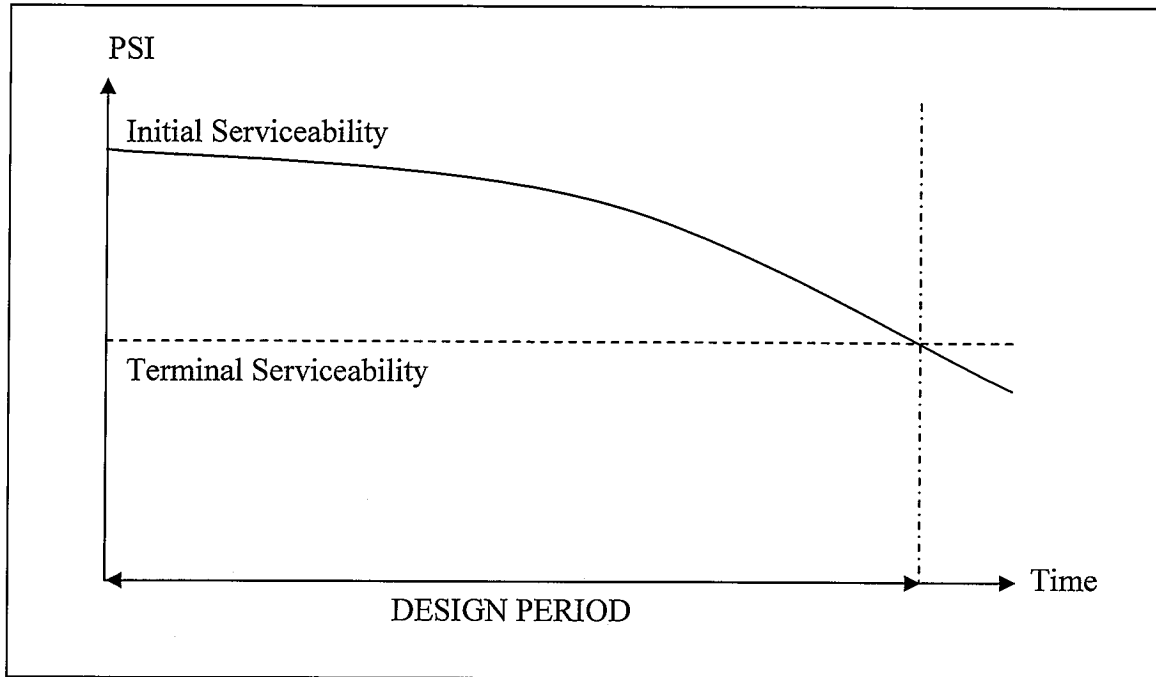 PSI
Initial Serviceability
Terminal Serviceability
Time
DESIGN PERIOD